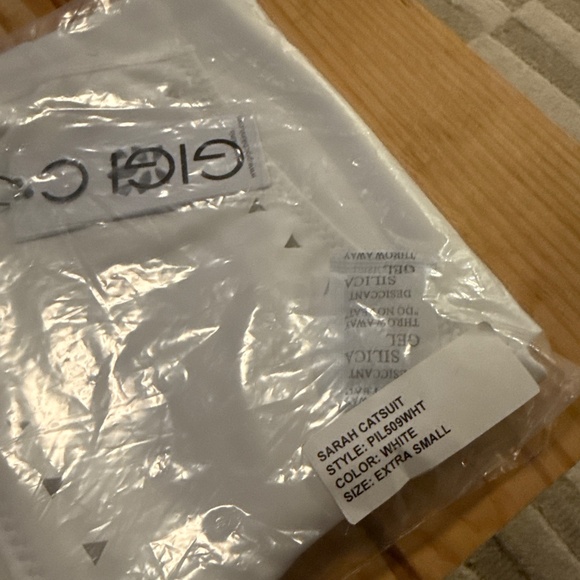 GIGI C
THROW AWAY
GEL
SILICA
DESICCANT
"DO NOT EAT"
THROW AWAY
GEL
SILICA
DESICCANT
SARAH CATSUIT
STYLE: PIL509WHT
COLOR: WHITE
SIZE: EXTRA SMALL